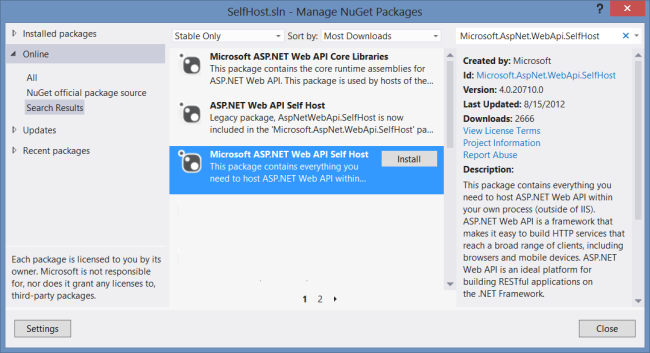 SelfHost.sln - Manage NuGet Packages
?
Installed packages
Online
All
NuGet official package source
Search Results
Updates
Recent packages
Each package is licensed to you by its
owner. Microsoft is not responsible
for, nor does it grant any licenses to,
third-party packages.
Stable Only
Sort by: Most Downloads
Microsoft ASP.NET Web API Core Libraries
This package contains the core runtime assemblies for
ASP.NET Web API. This package is used by hosts of the...
ASP.NET Web API Self Host
Legacy package, AspNetWebApi.SelfHost is now
included in the 'Microsoft.AspNet.WebApi.SelfHost' pa...
Microsoft ASP.NET Web API Self Host
This package contains everything you
need to host ASP.NET Web API within...
Install
1 2
Microsoft.AspNet.WebApi.SelfHost
Created by: Microsoft
Id: Microsoft.AspNet.WebApi.SelfHost
Version: 4.0.20710.0
Last Updated: 8/15/2012
Downloads: 2666
View License Terms
Project Information
Report Abuse
Description:
This package contains everything you
need to host ASP.NET Web API within
your own process (outside of IIS).
ASP.NET Web API is a framework that
makes it easy to build HTTP services that
reach a broad range of clients, including
browsers and mobile devices. ASP.NET
Web API is an ideal platform for
building RESTful applications on
the .NET Framework.
Settings
Close